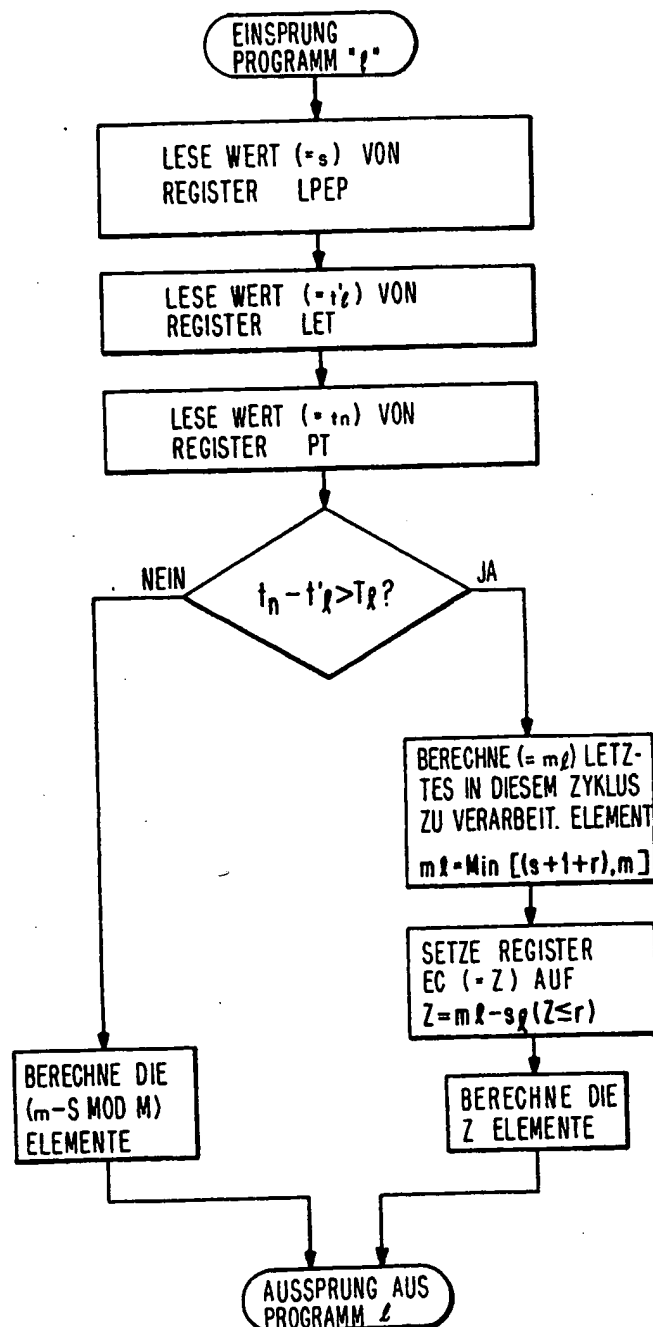 EINSPRUNG
PROGRAMM "ℓ"
LESE WERT (=s) VON
REGISTER LPEP
LESE WERT (=t'ℓ) VON
REGISTER LET
LESE WERT (=tn) VON
REGISTER PT
NEIN
JA
tn-t'ℓ>Tℓ?
BERECHNE (=mℓ) LETZ-
TES IN DIESEM ZYKLUS
ZU VERARBEIT. ELEMENT
mℓ=Min [(s+1+r),m]
SETZE REGISTER
EC (=Z) AUF
Z=mℓ-sℓ(Z≦r)
BERECHNE DIE
(m-S MOD M)
ELEMENTE
BERECHNE DIE
Z ELEMENTE
AUSSPRUNG AUS
PROGRAMM ℓ